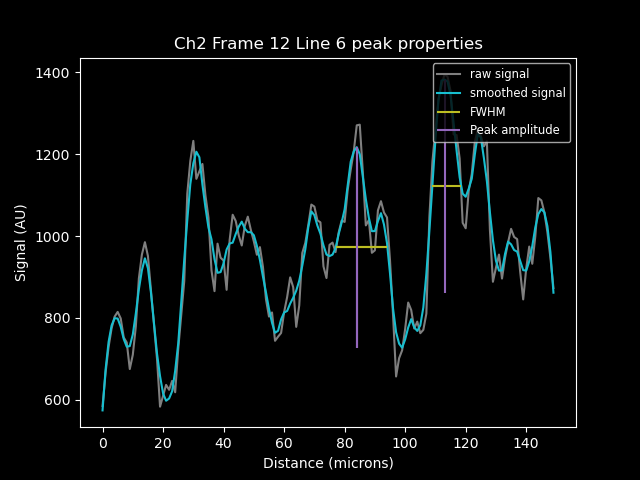 Ch2 Frame 12 Line 6 peak properties
raw signal
smoothed signal
FWHM
Peak amplitude
1400
1200
1000
800
600
Signal (AU)
0 20 40 60 80 100 120 140
Distance (microns)